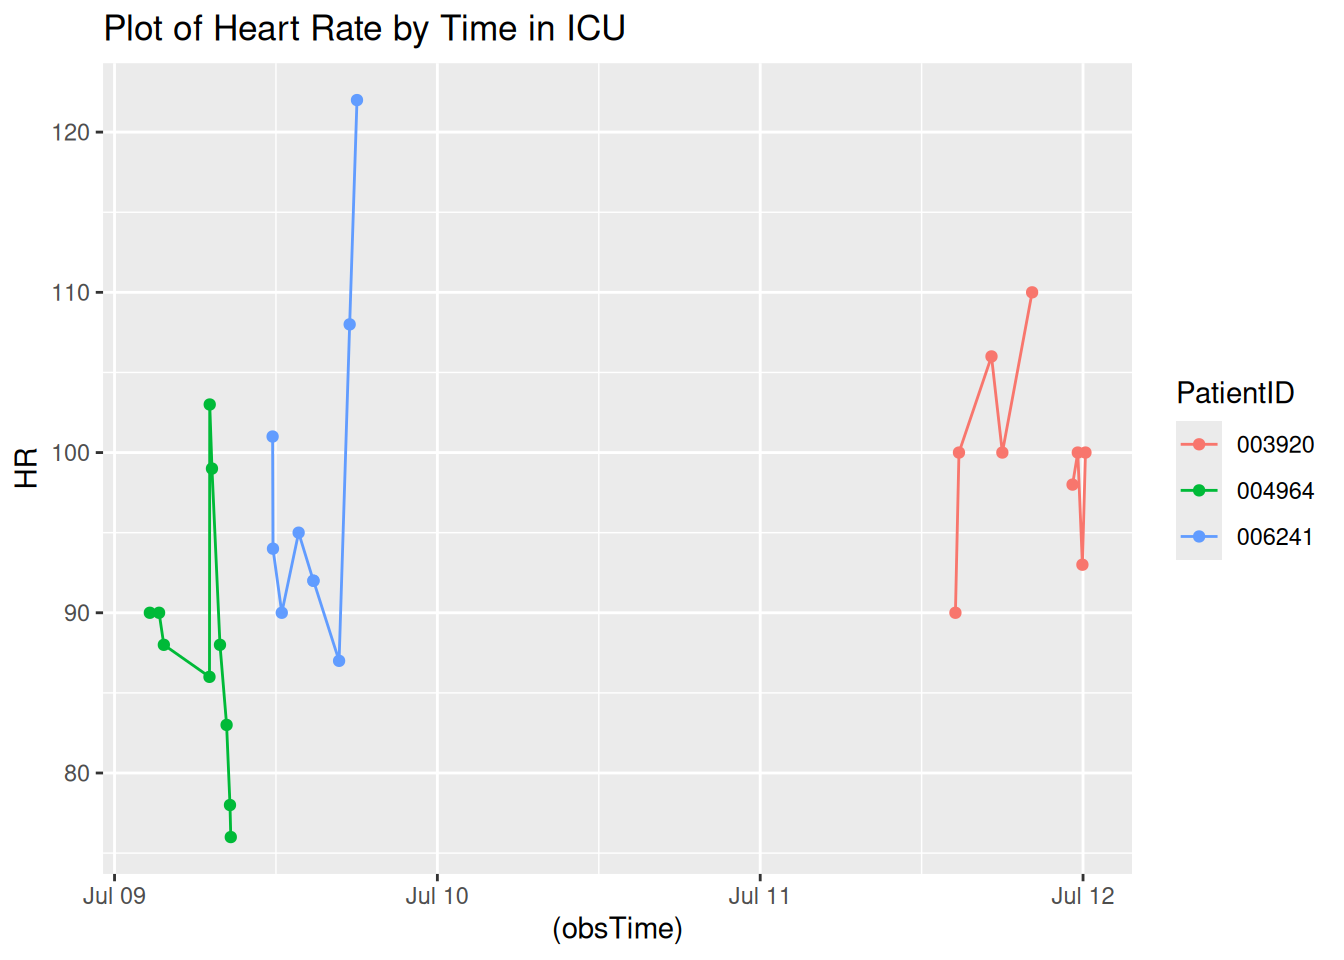 Plot of Heart Rate by Time in ICU
120
110
100
90
80
HR
Jul 09
Jul 10
Jul 11
Jul 12
(obsTime)
PatientID
003920
004964
006241